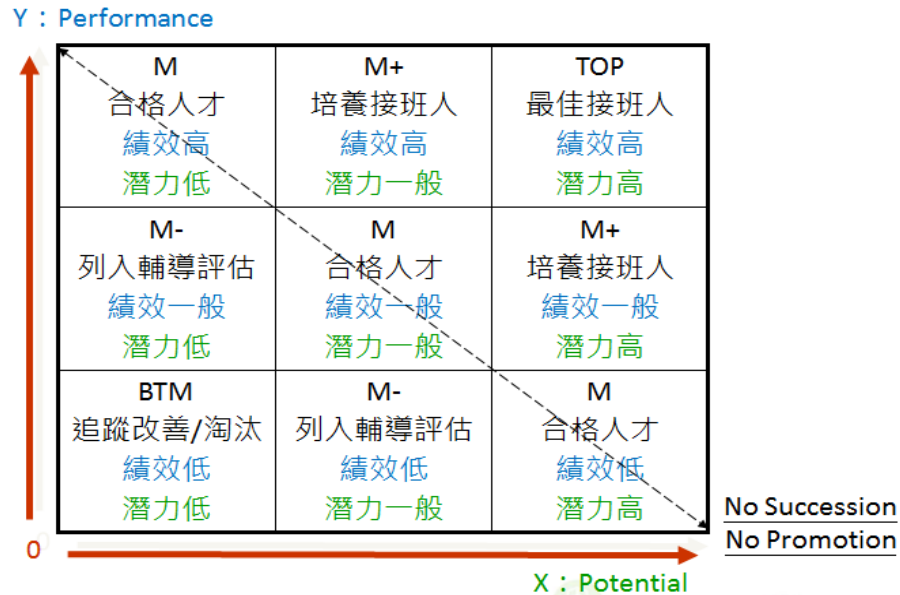 Y：Performance
M
合格人才
績效高
潛力低
M+
培養接班人
績效高
潛力一般
TOP
最佳接班人
績效高
潛力高
M-
列入輔導評估
績效一般
潛力低
M
合格人才
績效一般
潛力一般
M+
培養接班人
績效一般
潛力高
BTM
追蹤改善/淘汰
績效低
潛力低
M-
列入輔導評估
績效低
潛力一般
M
合格人才
績效低
潛力高
No Succession
No Promotion
0
X：Potential